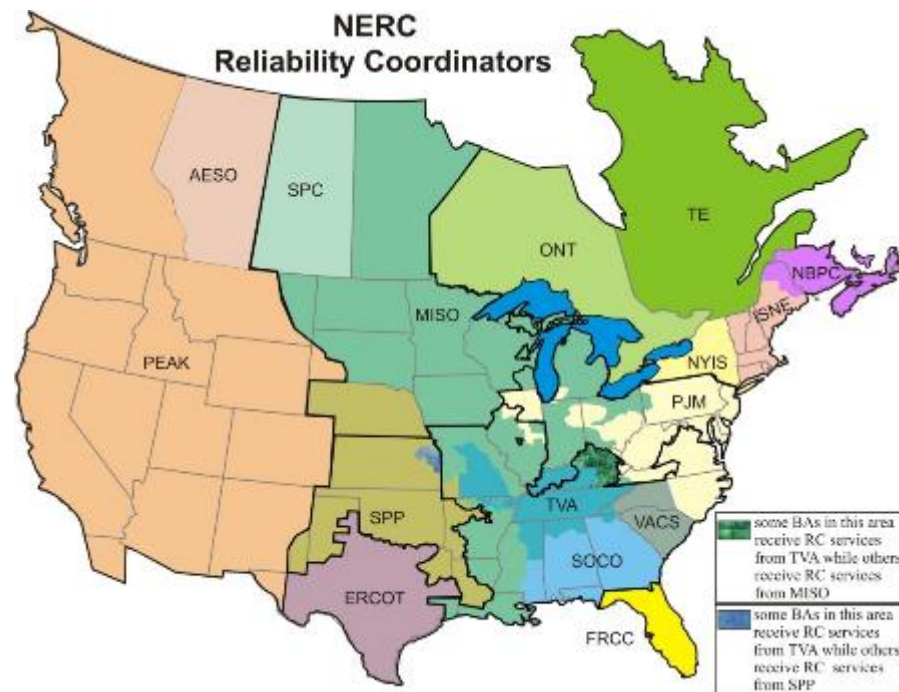 NERC
Reliability Coordinators
AESO
SPC
TE
ONT
NBPC
MISO
ISNE
NYIS
PEAK
PJM
TVA
SPP
VACS
SOCO
ERCOT
FRCC
some BAs in this area
receive RC services
from TVA while others
receive RC services
from MISO
some BAs in this area
receive RC services
from TVA while others
receive RC services
from SPP